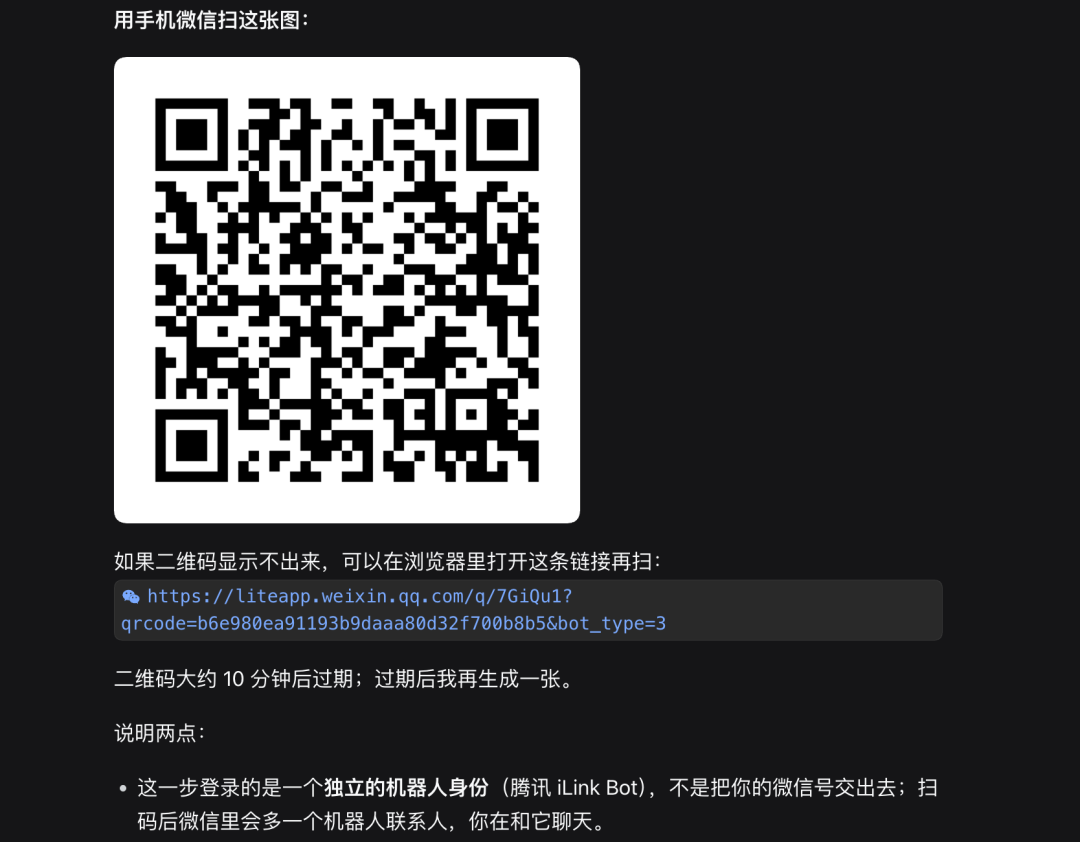 用手机微信扫这张图：
如果二维码显示不出来，可以在浏览器里打开这条链接再扫：
https://liteapp.weixin.qq.com/q/7GiQu1?
qrcode=b6e980ea91193b9daaa80d32f700b8b5&bot_type=3
二维码大约 10 分钟后过期；过期后我再生成一张。
说明两点：
• 这一步登录的是一个独立的机器人身份（腾讯 iLink Bot），不是把你的微信号交出去；扫
码后微信里会多一个机器人联系人，你在和它聊天。